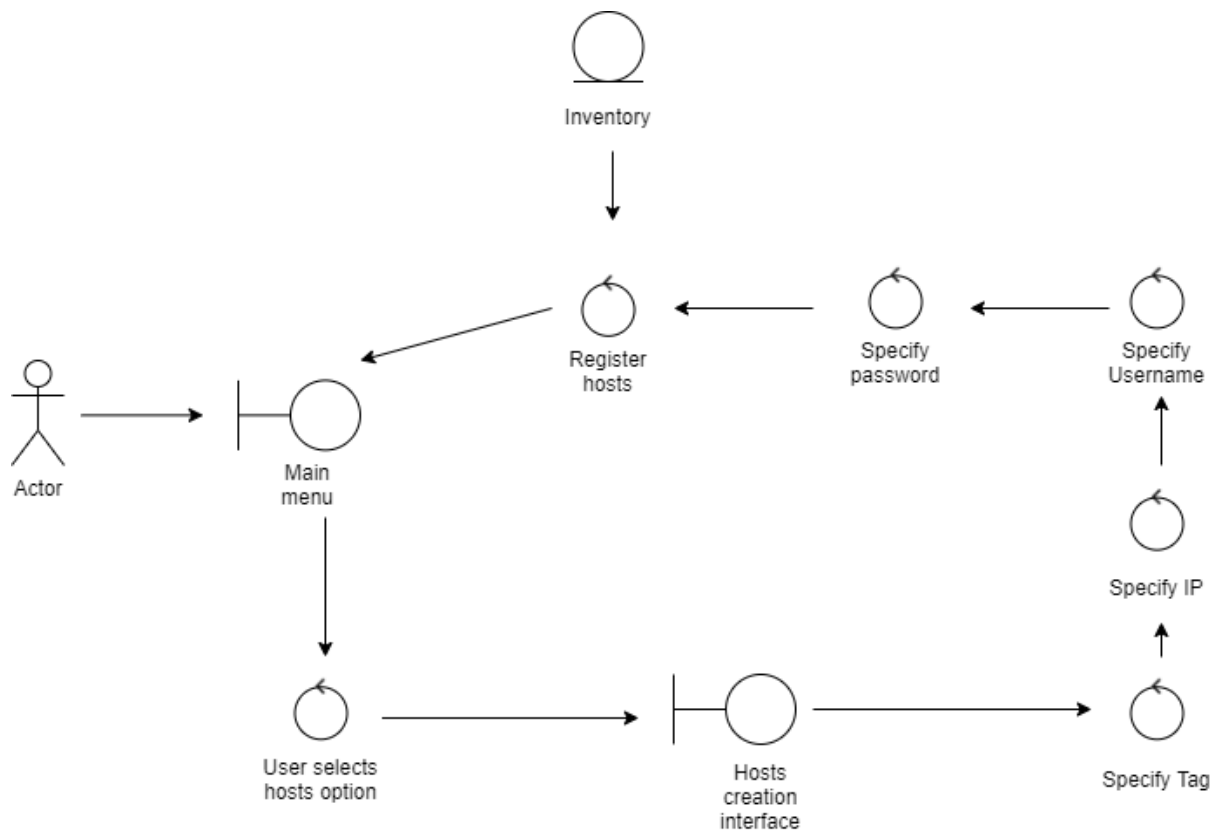 Inventory
Register
hosts
Specify
password
Specify
Username
Actor
Main
menu
Specify IP
User selects
hosts option
Hosts
creation
interface
Specify Tag